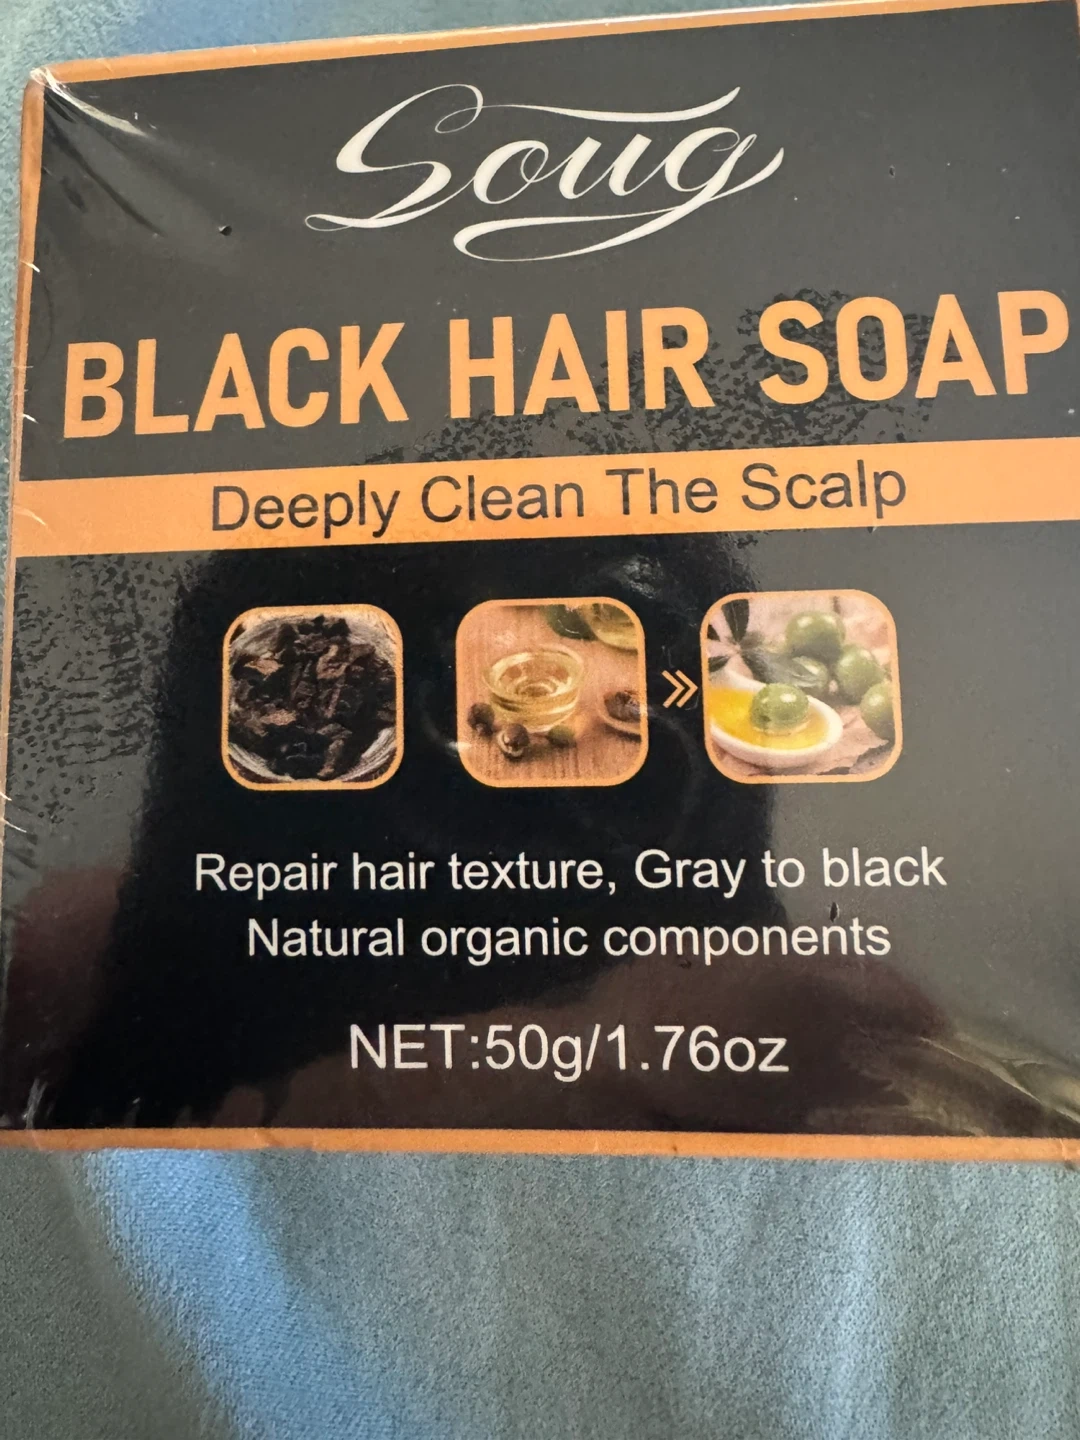 Soug
BLACK HAIR SOAP
Deeply Clean The Scalp
Repair hair texture, Gray to black
Natural organic components
NET:50g/1.76oz